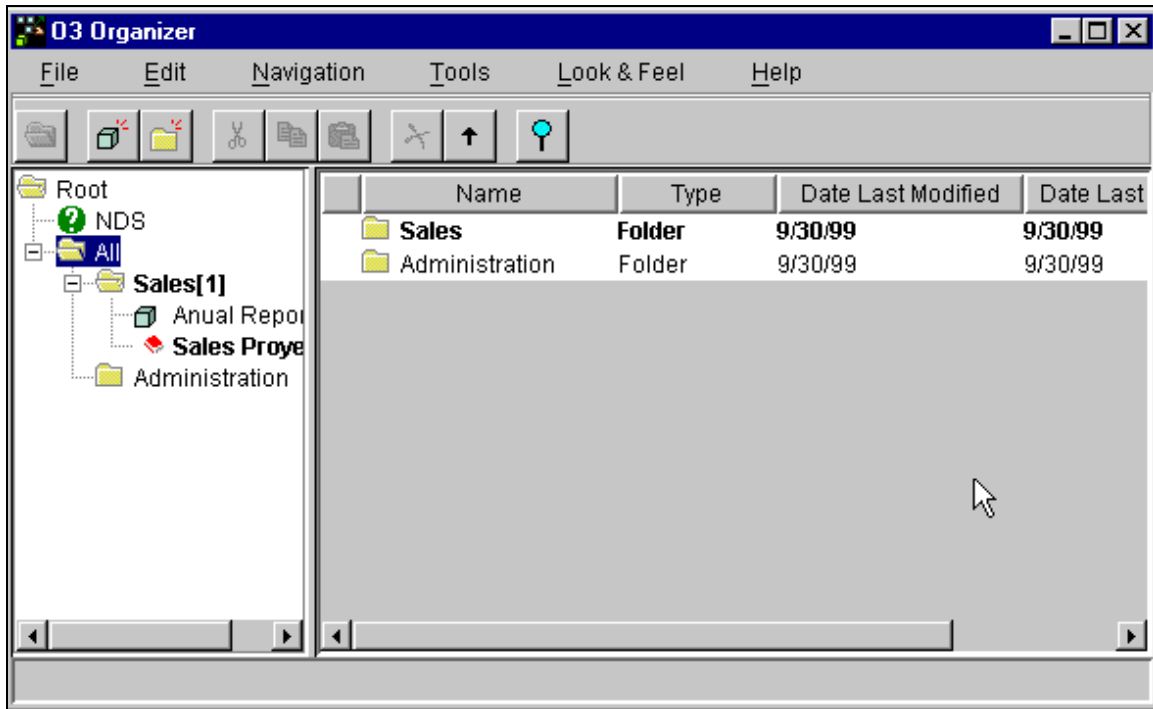 O3 Organizer
File Edit Navigation Tools Look & Feel Help
Root
NDS
All
Sales[1]
Anual Repor
Sales Proye
Administration
Name Type Date Last Modified Date Last
Sales Folder 9/30/99 9/30/99
Administration Folder 9/30/99 9/30/99